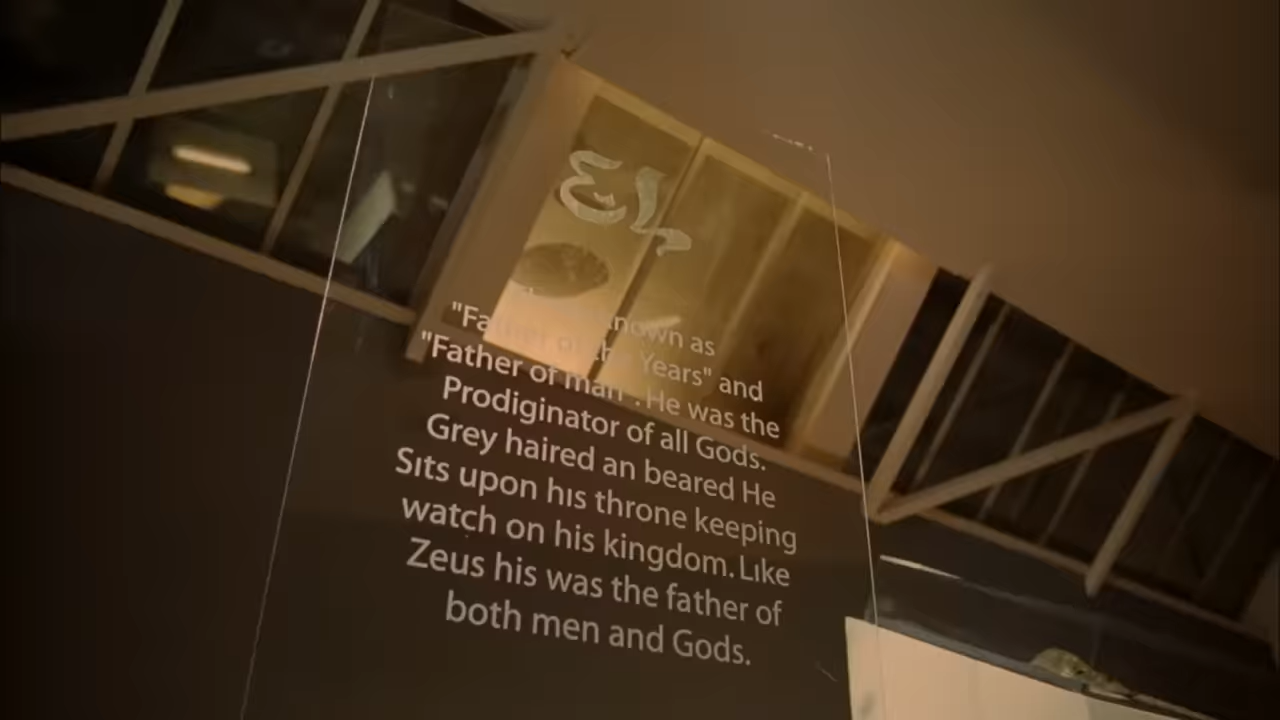 EL
known as
"Father of the Years" and
"Father of man". He was the
Prodiginator of all Gods.
Grey haired an beared He
Sits upon his throne keeping
watch on his kingdom. Like
Zeus his was the father of
both men and Gods.